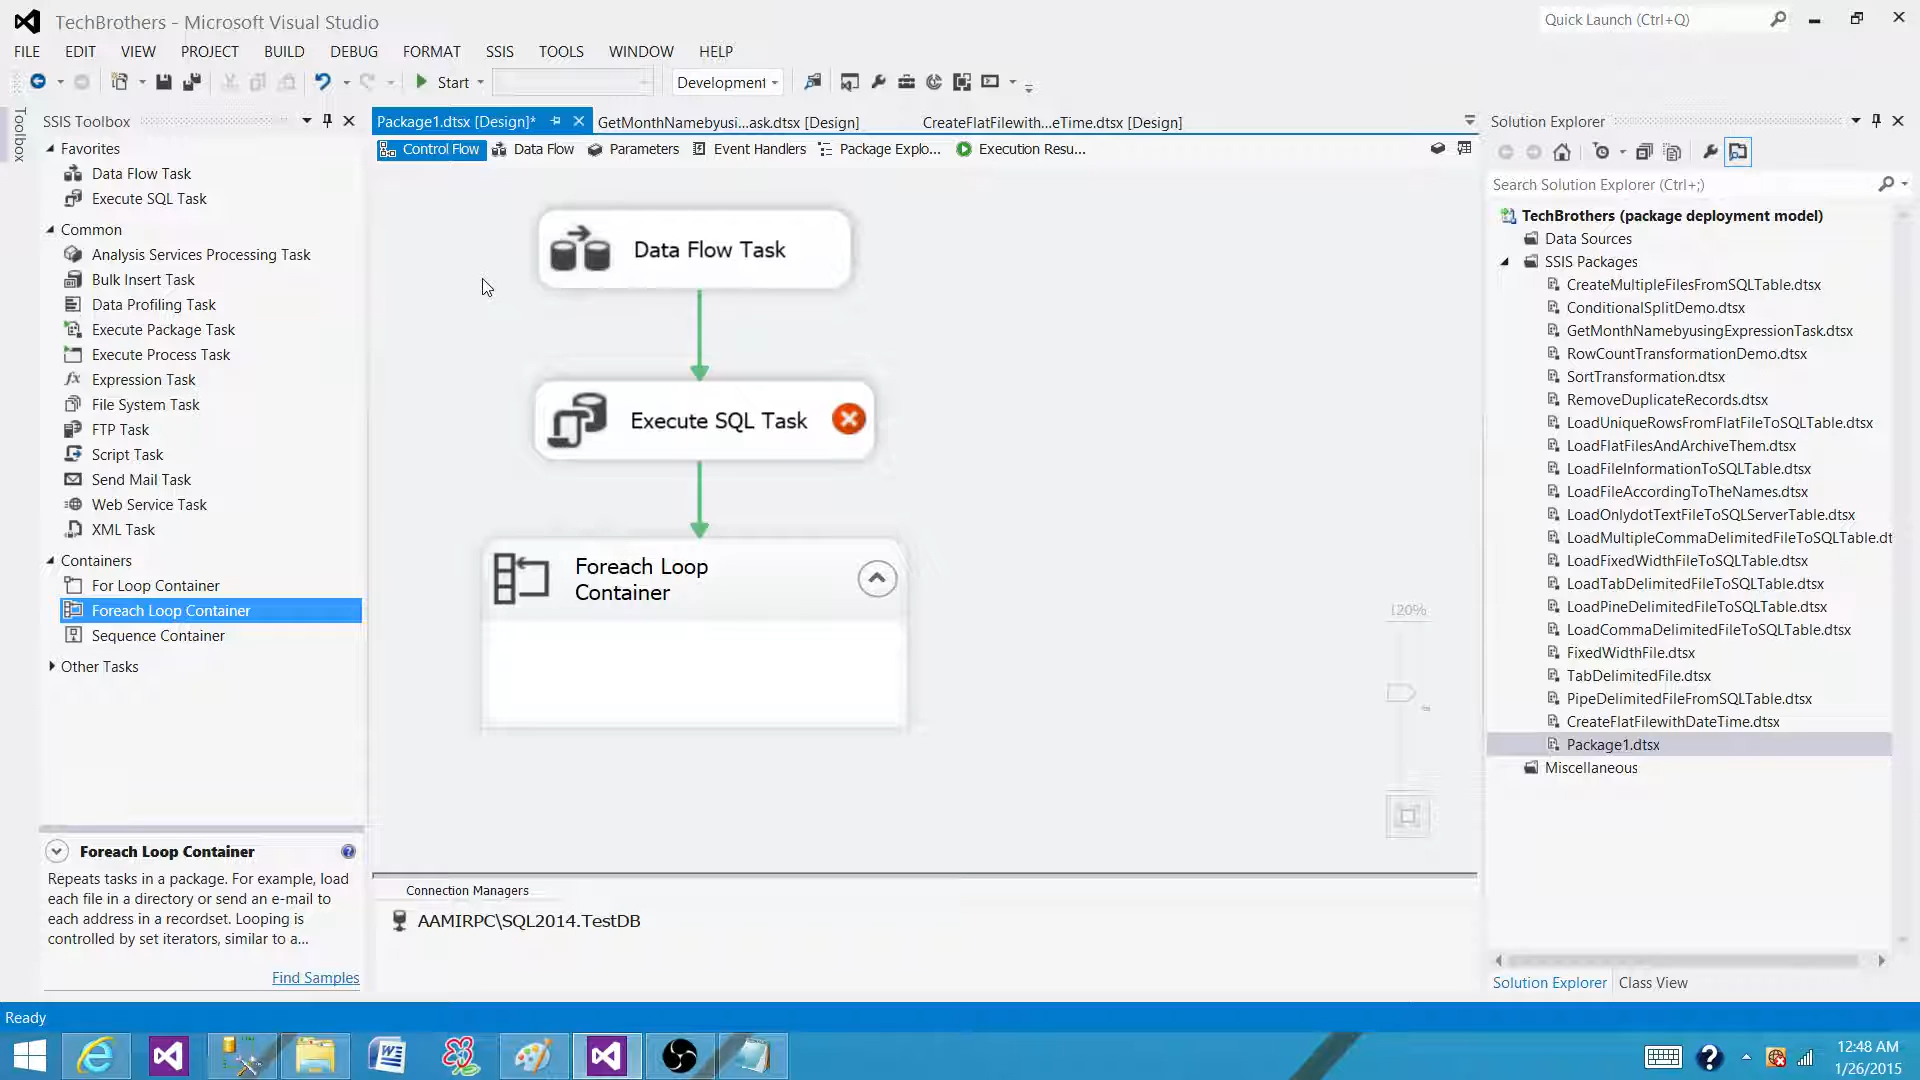 TechBrothers - Microsoft Visual Studio
Quick Launch (Ctrl+Q)
FILE EDIT VIEW PROJECT BUILD DEBUG FORMAT SSIS TOOLS WINDOW HELP
Start
Development
Toolbox
SSIS Toolbox
Favorites
Data Flow Task
Execute SQL Task
Common
Analysis Services Processing Task
Bulk Insert Task
Data Profiling Task
Execute Package Task
Execute Process Task
Expression Task
File System Task
FTP Task
Script Task
Send Mail Task
Web Service Task
XML Task
Containers
For Loop Container
Foreach Loop Container
Sequence Container
Other Tasks
Foreach Loop Container
Repeats tasks in a package. For example, load
each file in a directory or send an e-mail to
each address in a recordset. Looping is
controlled by set iterators, similar to a...
Find Samples
Package1.dtsx [Design]*
GetMonthNamebyusi...ask.dtsx [Design]
CreateFlatFilewith...eTime.dtsx [Design]
Control Flow
Data Flow
Parameters
Event Handlers
Package Explo...
Execution Resu...
Data Flow Task
Execute SQL Task
Foreach Loop
Container
120%
Connection Managers
AAMIRPC\SQL2014.TestDB
Solution Explorer
Search Solution Explorer (Ctrl+;)
TechBrothers (package deployment model)
Data Sources
SSIS Packages
CreateMultipleFilesFromSQLTable.dtsx
ConditionalSplitDemo.dtsx
GetMonthNamebyusingExpressionTask.dtsx
RowCountTransformationDemo.dtsx
SortTransformation.dtsx
RemoveDuplicateRecords.dtsx
LoadUniqueRowsFromFlatFileToSQLTable.dtsx
LoadFlatFilesAndArchiveThem.dtsx
LoadFileInformationToSQLTable.dtsx
LoadFileAccordingToTheNames.dtsx
LoadOnlydotTextFileToSQLServerTable.dtsx
LoadMultipleCommaDelimitedFileToSQLTable.dt
LoadFixedWidthFileToSQLTable.dtsx
LoadTabDelimitedFileToSQLTable.dtsx
LoadPineDelimitedFileToSQLTable.dtsx
LoadCommaDelimitedFileToSQLTable.dtsx
FixedWidthFile.dtsx
TabDelimitedFile.dtsx
PipeDelimitedFileFromSQLTable.dtsx
CreateFlatFilewithDateTime.dtsx
Package1.dtsx
Miscellaneous
Solution Explorer
Class View
Ready
12:48 AM
1/26/2015